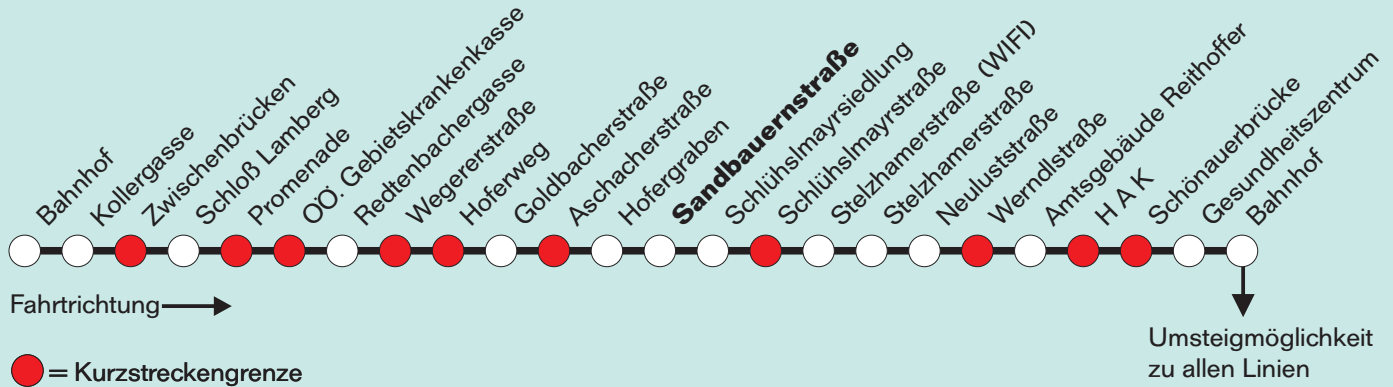 Bahnhof
Kollergasse
Zwischenbrücken
Schloß Lamberg
Promenade
OÖ. Gebietskrankenkasse
Redtenbachergasse
Wegererstraße
Hoferweg
Goldbacherstraße
Aschacherstraße
Hofergraben
Sandbauernstraße
Schlühslmayrsiedlung
Schlühslmayrstraße
Stelzhamerstraße (WIFI)
Stelzhamerstraße
Neuluststraße
Werndlstraße
Amtsgebäude Reithoffer
H A K
Schönauerbrücke
Gesundheitszentrum
Bahnhof
Fahrtrichtung
Umsteigmöglichkeit
zu allen Linien
= Kurzstreckengrenze